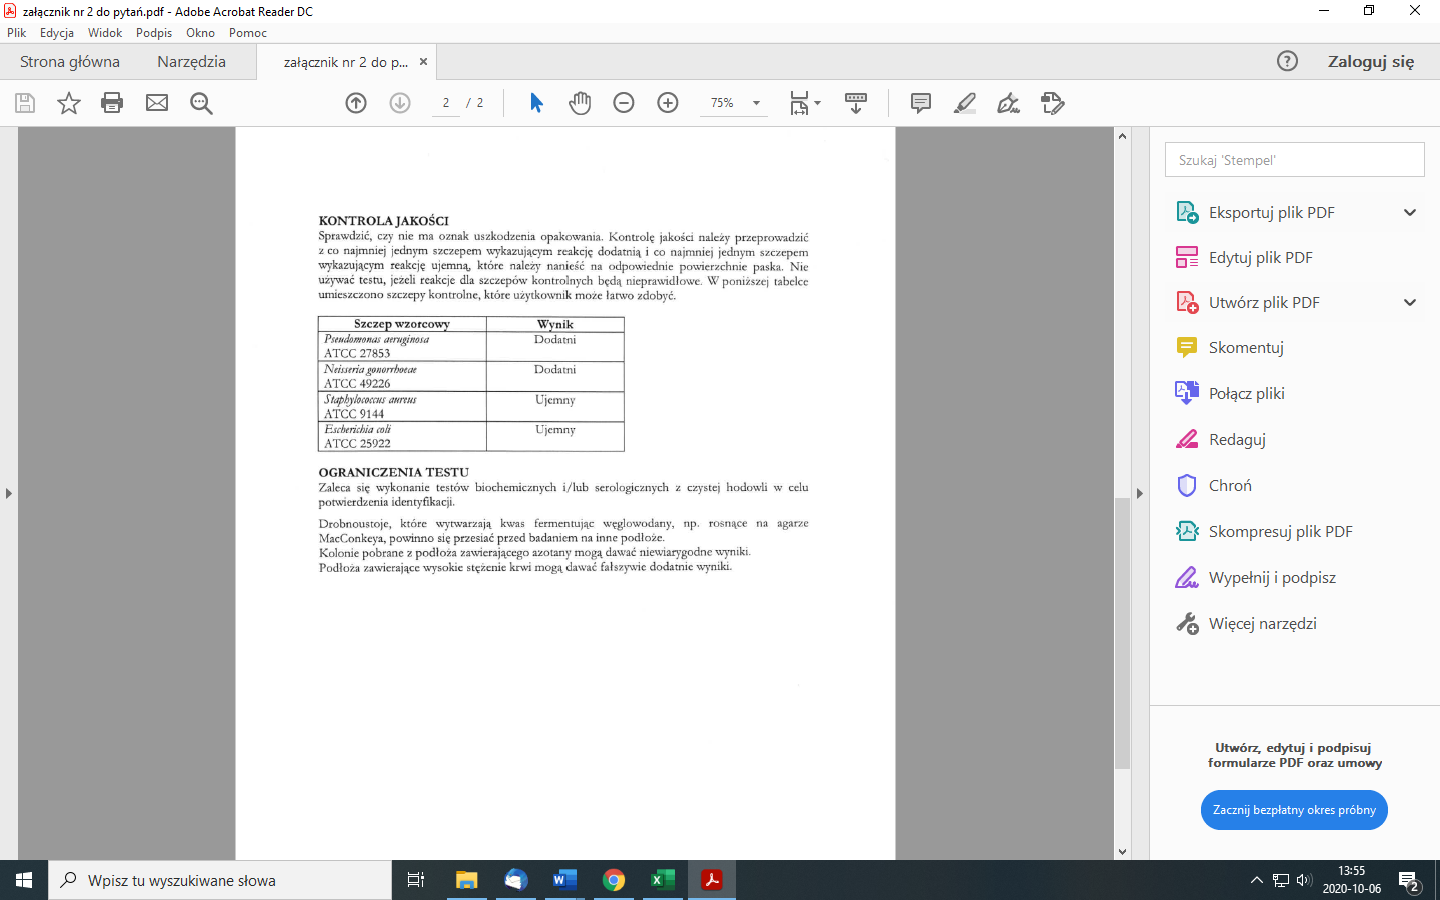 załącznik nr 2 do pytań.pdf - Adobe Acrobat Reader DC
Plik Edycja Widok Podpis Okno Pomoc
Strona główna Narzędzia załącznik nr 2 do p... × Zaloguj się
2 / 2 75%
KONTROLA JAKOŚCI
Sprawdzić, czy nie ma oznak uszkodzenia opakowania. Kontrolę jakości należy przeprowadzić
z co najmniej jednym szczepem wykazującym reakcję dodatnią i co najmniej jednym szczepem
wykazującym reakcję ujemną, które należy nanieść na odpowiednie powierzchnie paska. Nie
używać testu, jeżeli reakcje dla szczepów kontrolnych będą nieprawidłowe. W poniższej tabelce
umieszczono szczepy kontrolne, które użytkownik może łatwo zdobyć.
Szczep wzorcowy Wynik
Pseudomonas aeruginosa Dodatni
ATCC 27853
Neisseria gonorrhoeae Dodatni
ATCC 49226
Staphylococcus aureus Ujemny
ATCC 9144
Escherichia coli Ujemny
ATCC 25922
OGRANICZENIA TESTU
Zaleca się wykonanie testów biochemicznych i/lub serologicznych z czystej hodowli w celu
potwierdzenia identyfikacji.
Drobnoustoje, które wytwarzają kwas fermentując węglowodany, np. rosnące na agarze
MacConkeya, powinno się przesiać przed badaniem na inne podłoże.
Kolonie pobrane z podłoża zawierającego azotany mogą dawać niewiarygodne wyniki.
Podłoża zawierające wysokie stężenie krwi mogą dawać fałszywie dodatnie wyniki.
Szukaj 'Stempel'
Eksportuj plik PDF
Edytuj plik PDF
Utwórz plik PDF
Skomentuj
Połącz pliki
Redaguj
Chroń
Skompresuj plik PDF
Wypełnij i podpisz
Więcej narzędzi
Utwórz, edytuj i podpisuj
formularze PDF oraz umowy
Zacznij bezpłatny okres próbny
Wpisz tu wyszukiwane słowa
13:55
2020-10-06
2